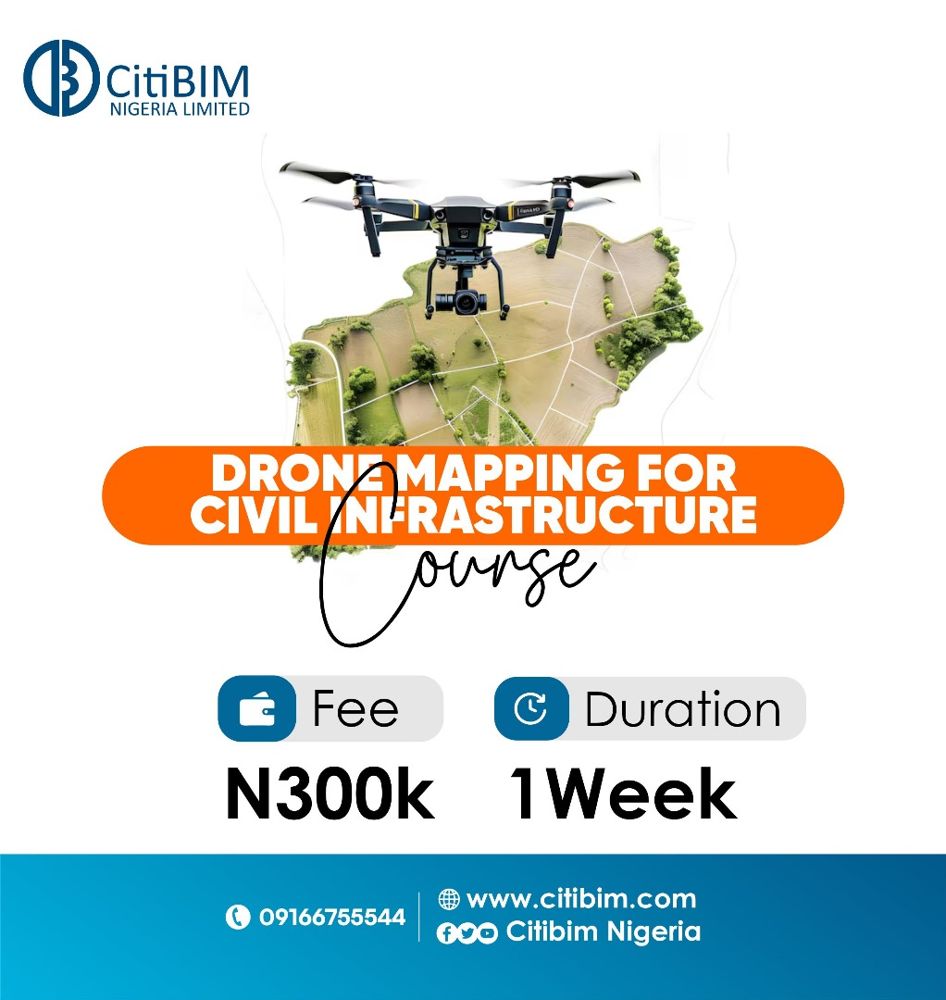 CitiBIM
NIGERIA LIMITED
DRONE MAPPING FOR
CIVIL INFRASTRUCTURE
Course
Fee
Duration
N300k
1Week
09166755544
www.citibim.com
Citibim Nigeria